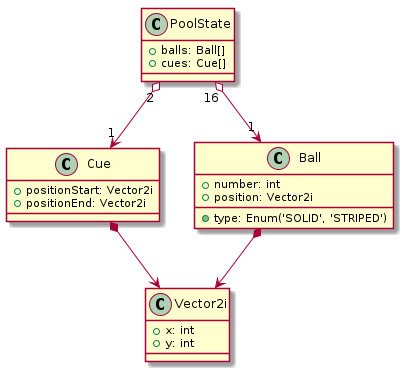 C PoolState
balls: Ball[]
cues: Cue[]
2
16
1
1
C Cue
positionStart: Vector2i
positionEnd: Vector2i
C Ball
number: int
position: Vector2i
type: Enum('SOLID', 'STRIPED')
C Vector2i
x: int
y: int